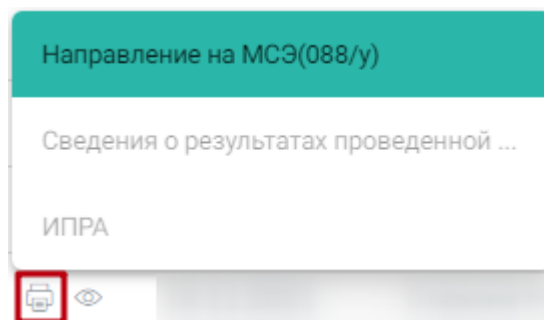 Направление на МСЭ(088/у)
Сведения о результатах проведенной ...
ИПРА